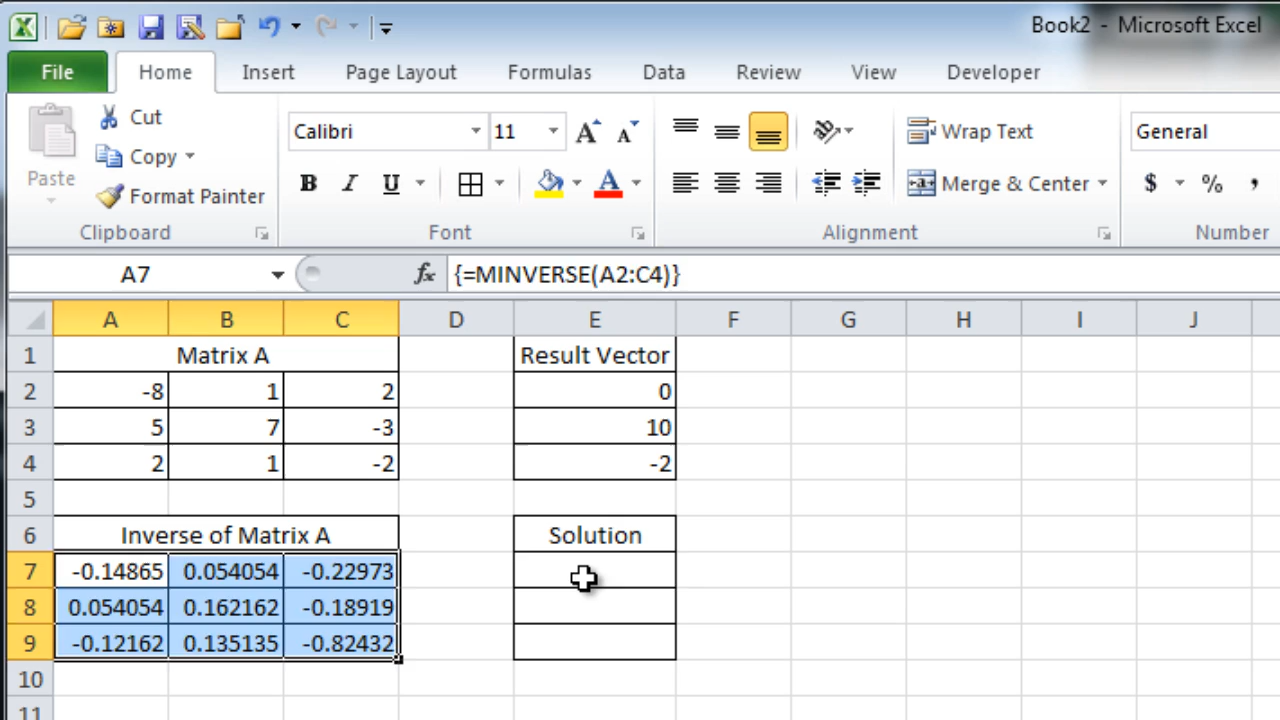 Book2 - Microsoft Excel
File Home Insert Page Layout Formulas Data Review View Developer
Paste
Cut
Copy
Format Painter
Clipboard
Calibri 11 A A
B I U A
Font
Wrap Text
Merge & Center
Alignment
General
$ % ,
Number
A7 fx {=MINVERSE(A2:C4)}
A B C D E F G H I J
1 Matrix A Result Vector
2 -8 1 2 0
3 5 7 -3 10
4 2 1 -2 -2
5
6 Inverse of Matrix A Solution
7 -0.14865 0.054054 -0.22973
8 0.054054 0.162162 -0.18919
9 -0.12162 0.135135 -0.82432
10
11